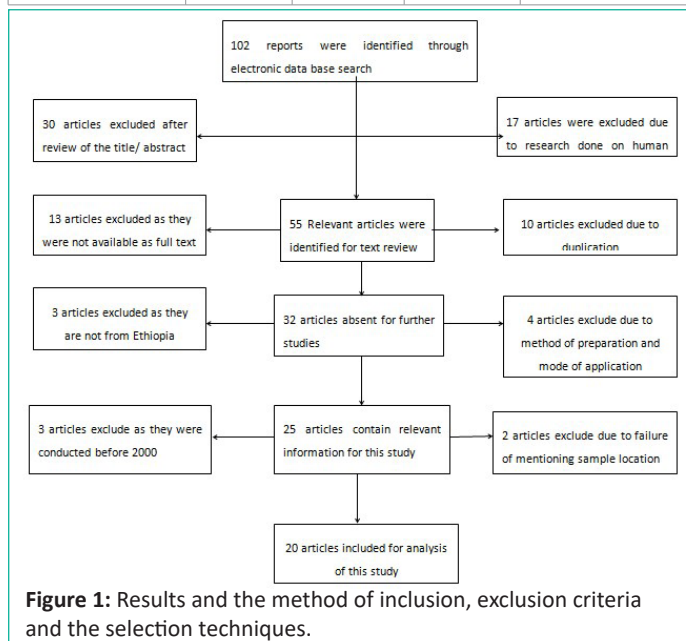 102 reports were identified through
electronic data base search
30 articles excluded after
review of the title/ abstract
17 articles were excluded due
to research done on human
13 articles excluded as they
were not available as full text
55 Relevant articles were
identified for text review
10 articles excluded due to
duplication
3 articles excluded as they
are not from Ethiopia
32 articles absent for further
studies
4 articles exclude due to
method of preparation and
mode of application
3 articles exclude as they were
conducted before 2000
25 articles contain relevant
information for this study
2 articles exclude due to failure
of mentioning sample location
20 articles included for analysis
of this study
Figure 1: Results and the method of inclusion, exclusion criteria
and the selection techniques.